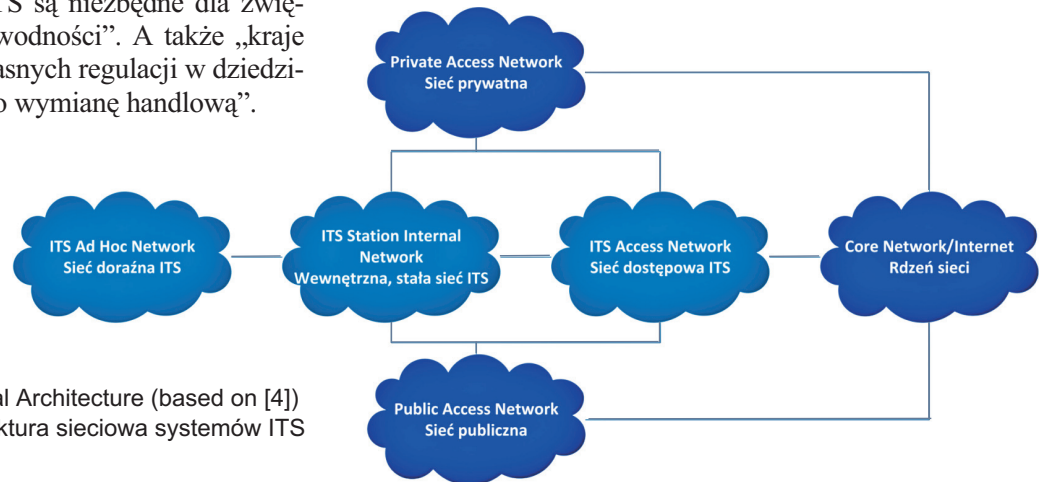 TS są niezbędne dla zwię-
wodności”. A także „kraje
asnych regulacji w dziedzi-
o wymianę handlową”.
Private Access Network
Sieć prywatna
ITS Ad Hoc Network
Sieć doraźna ITS
ITS Station Internal
Network
Wewnętrzna, stała sieć ITS
ITS Access Network
Sieć dostępowa ITS
Core Network/Internet
Rdzeń sieci
Public Access Network
Sieć publiczna
al Architecture (based on [4])
ktura sieciowa systemów ITS